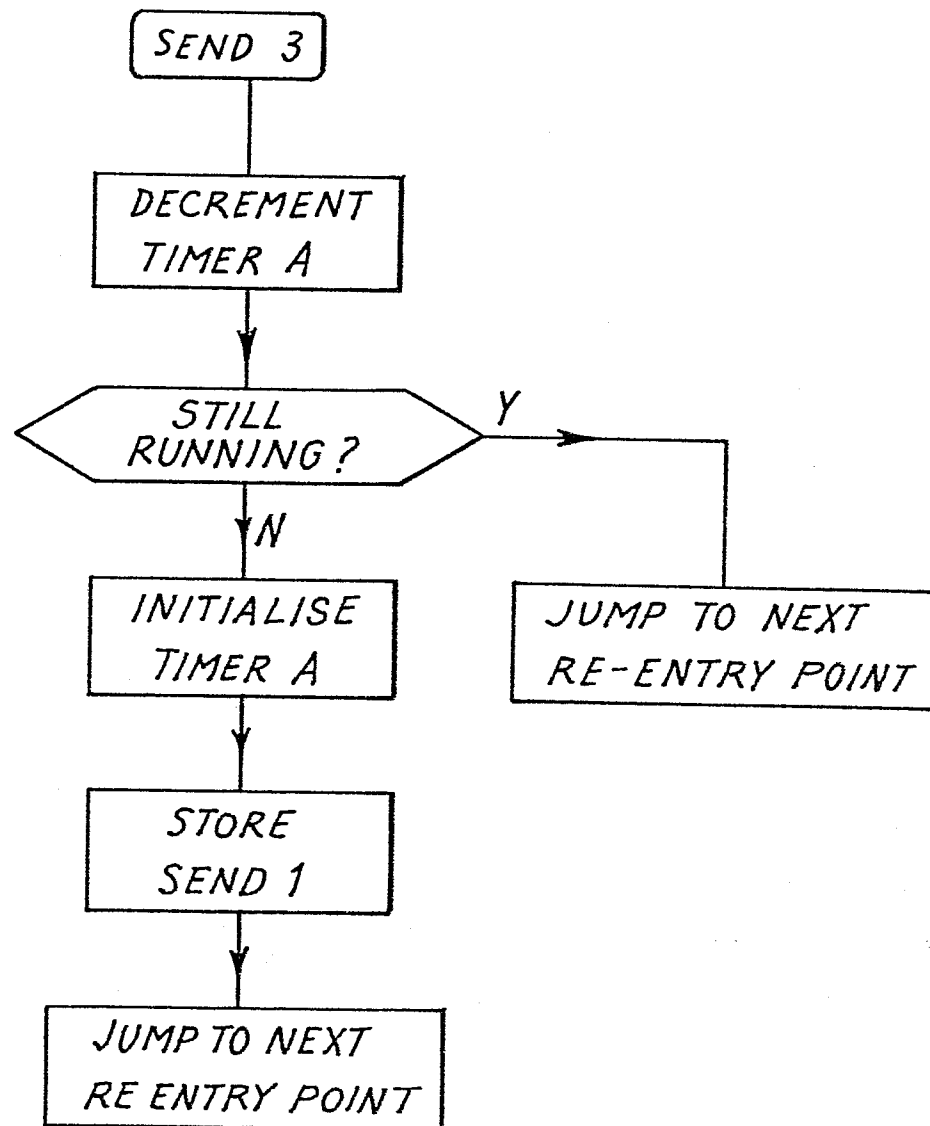 SEND 3
DECREMENT
TIMER A
STILL
RUNNING?
Y
N
INITIALISE
TIMER A
JUMP TO NEXT
RE-ENTRY POINT
STORE
SEND 1
JUMP TO NEXT
RE ENTRY POINT